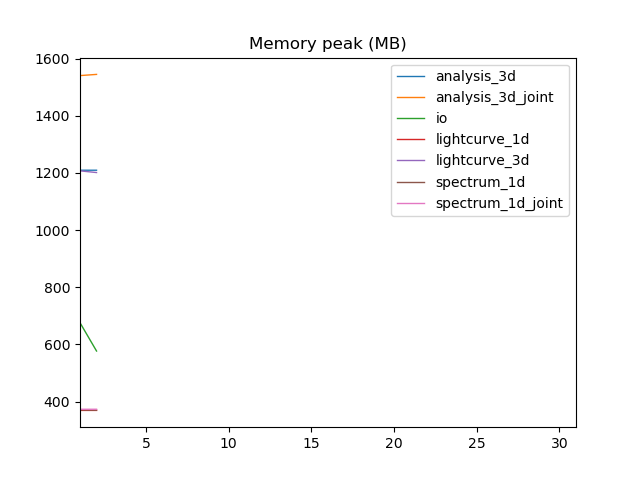 Memory peak (MB)
1600
1400
1200
1000
800
600
400
5
10
15
20
25
30
analysis_3d
analysis_3d_joint
io
lightcurve_1d
lightcurve_3d
spectrum_1d
spectrum_1d_joint